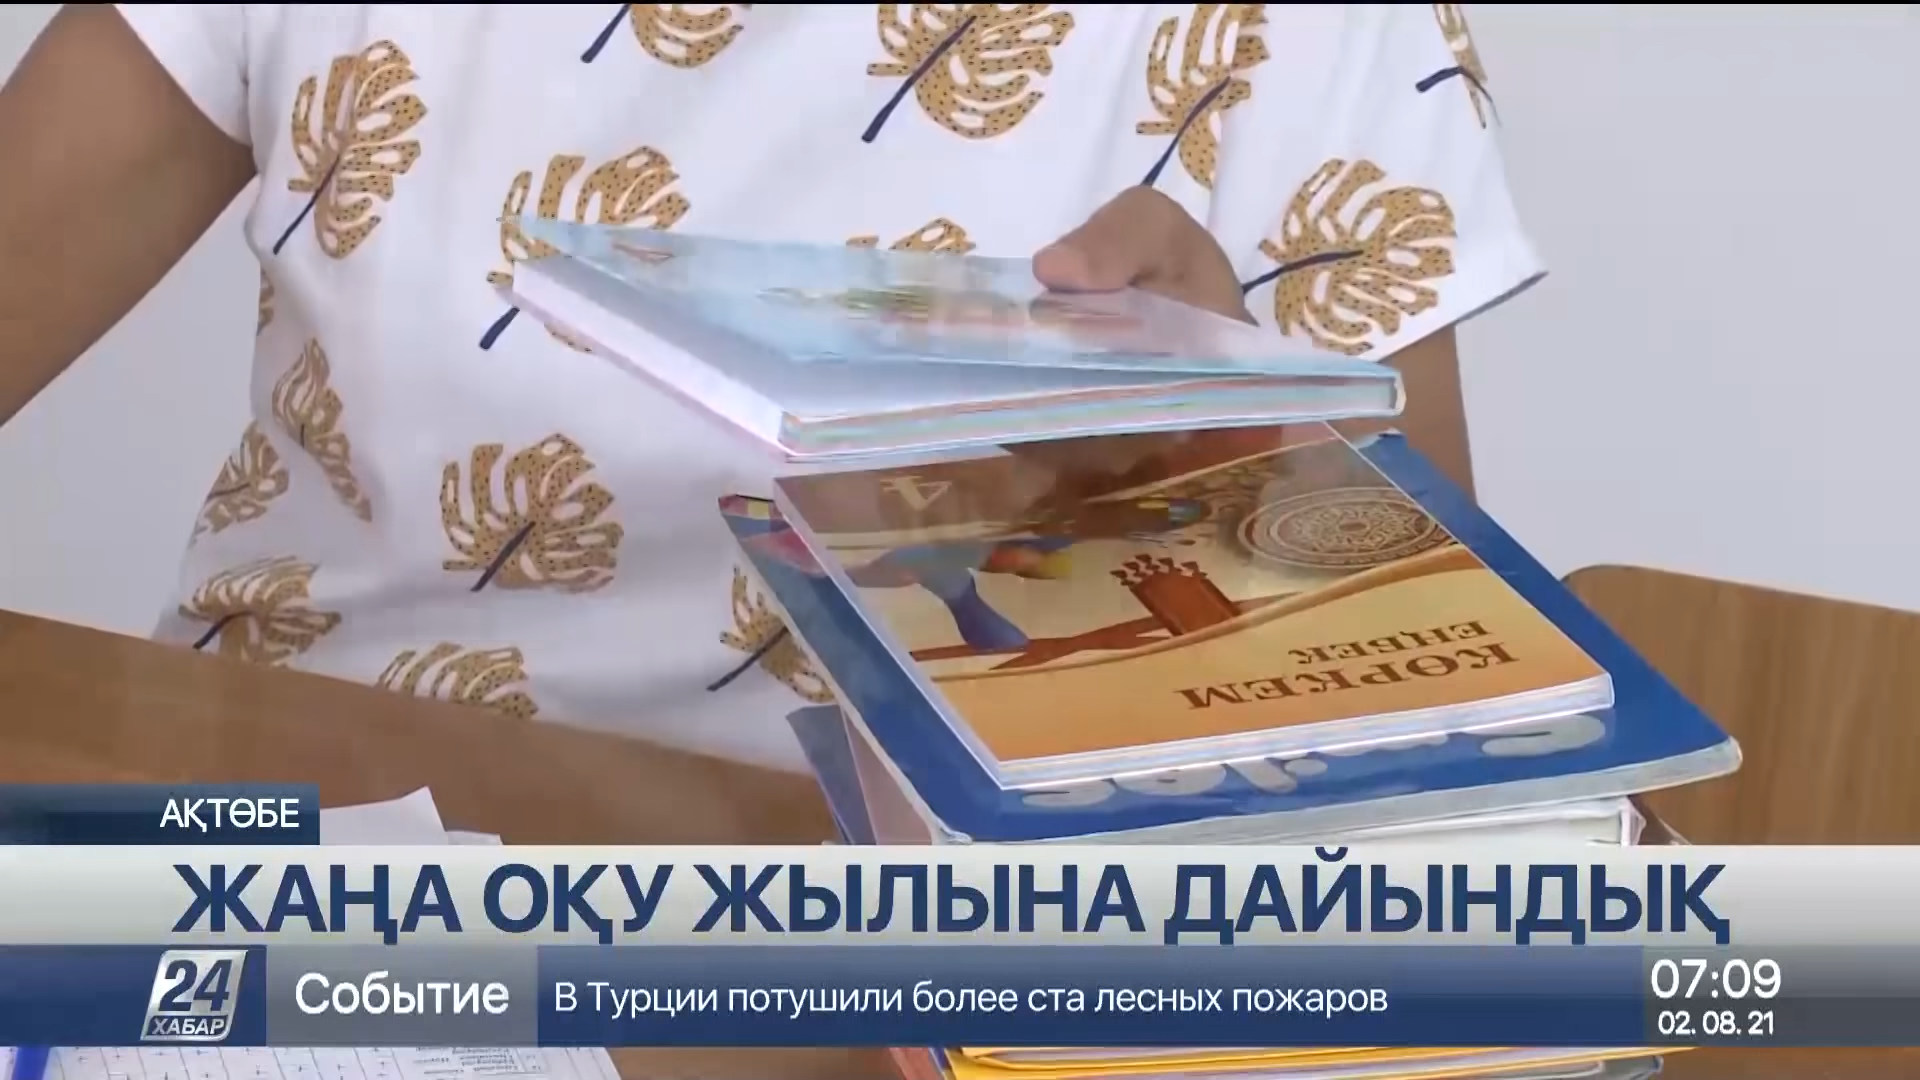 4
КӨРКЕМ
ЕҢБЕК
Smiles
АҚТӨБЕ
ЖАҢА ОҚУ ЖЫЛЫНА ДАЙЫНДЫҚ
24
ХАБАР
Событие
В Турции потушили более ста лесных пожаров
07:09
02. 08. 21